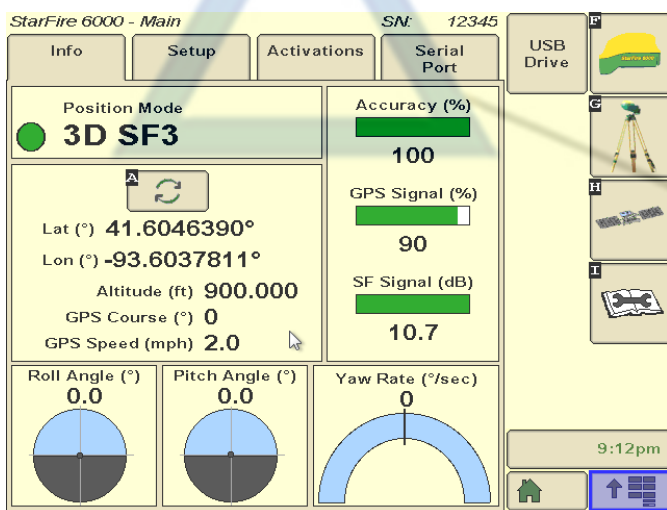 StarFire 6000 - Main SN: 12345
Info
Setup
Activations
Serial
Port
USB
Drive
F
StarFire 6000
G
H
I
Position Mode
3D SF3
Accuracy (%)
100
GPS Signal (%)
90
SF Signal (dB)
10.7
A
Lat (°) 41.6046390°
Lon (°) -93.6037811°
Altitude (ft) 900.000
GPS Course (°) 0
GPS Speed (mph) 2.0
Roll Angle (°)
0.0
Pitch Angle (°)
0.0
Yaw Rate (°/sec)
0
9:12pm